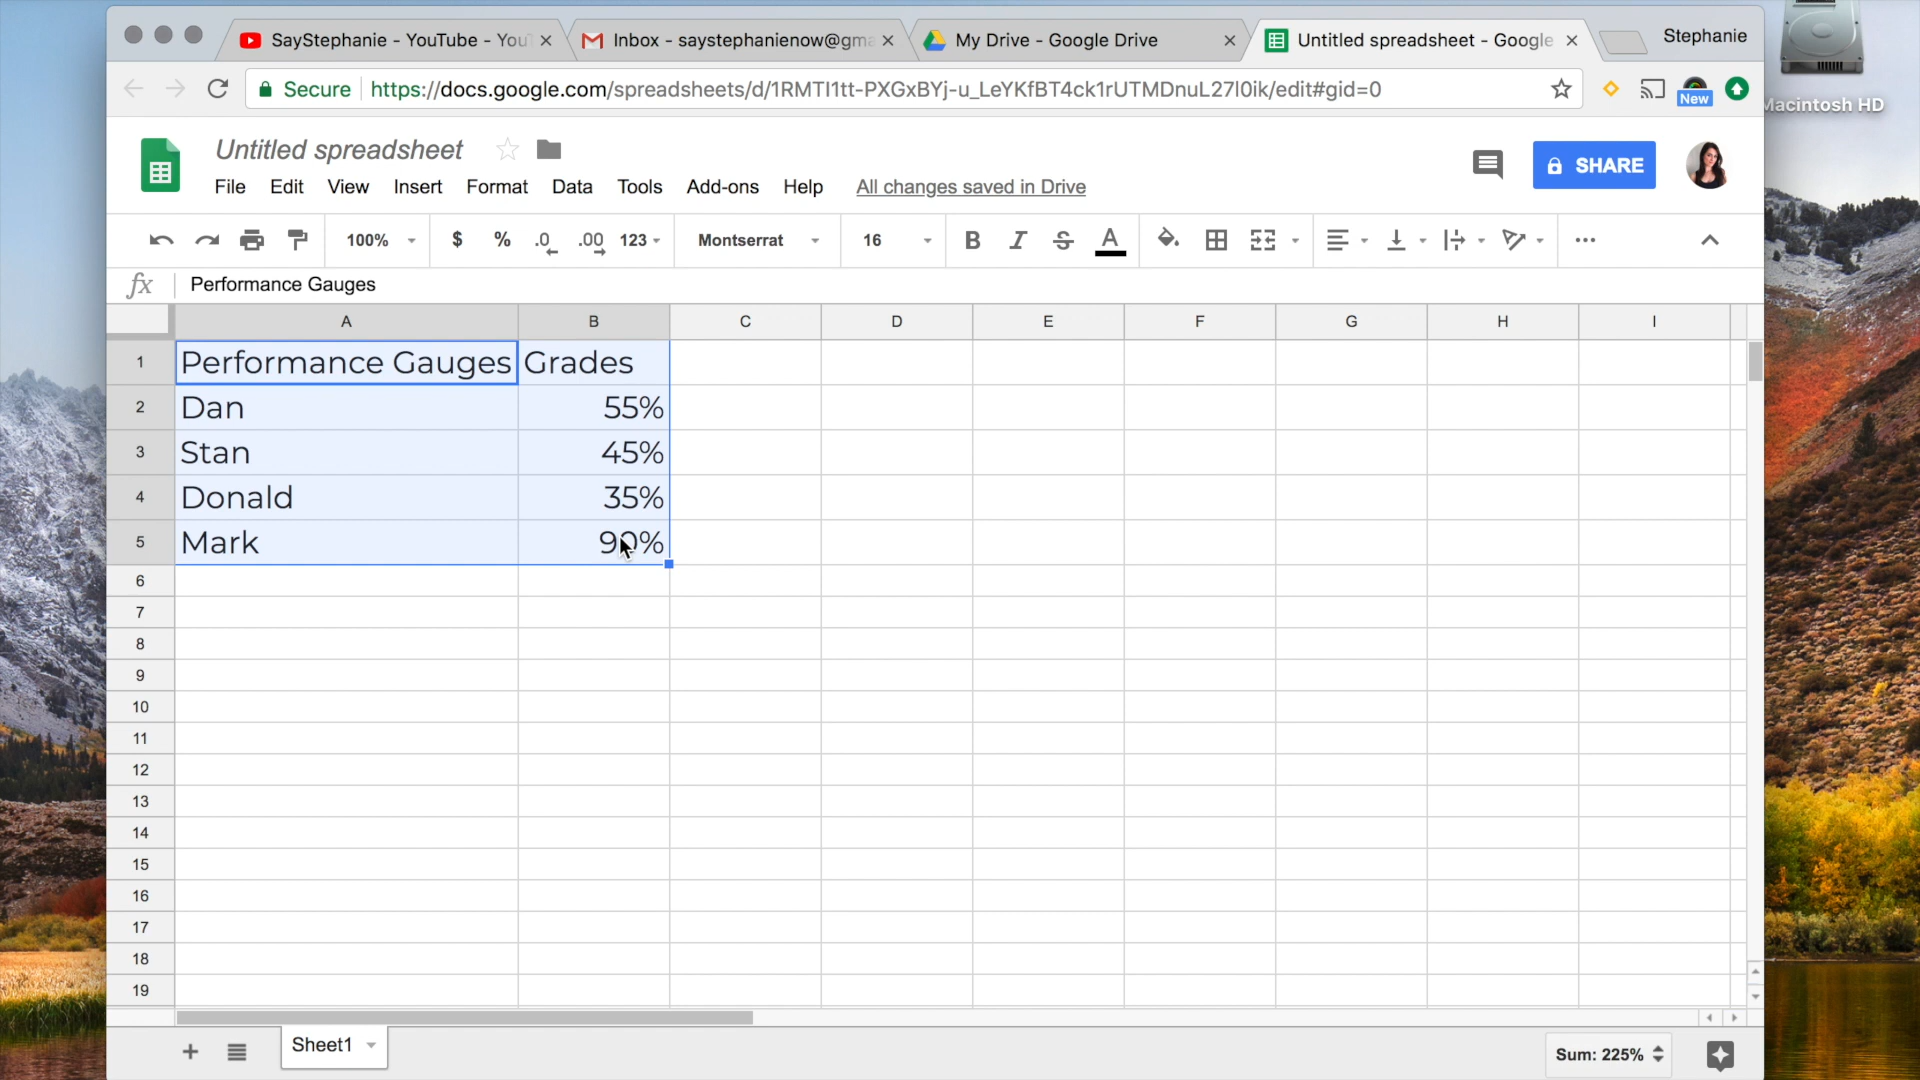 SayStephanie - YouTube - You
Inbox - saystephanienow@gma
My Drive - Google Drive
Untitled spreadsheet - Google
Stephanie
Secure
https://docs.google.com/spreadsheets/d/1RMTI1tt-PXGxBYj-u_LeYKfBT4ck1rUTMDnuL27l0ik/edit#gid=0
New
Macintosh HD
Untitled spreadsheet
SHARE
File Edit View Insert Format Data Tools Add-ons Help All changes saved in Drive
100% $ % .0 .00 123 Montserrat 16 B I S A
fx Performance Gauges
A B C D E F G H I
1 Performance Gauges Grades
2 Dan 55%
3 Stan 45%
4 Donald 35%
5 Mark 90%
6
7
8
9
10
11
12
13
14
15
16
17
18
19
Sheet1
Sum: 225%